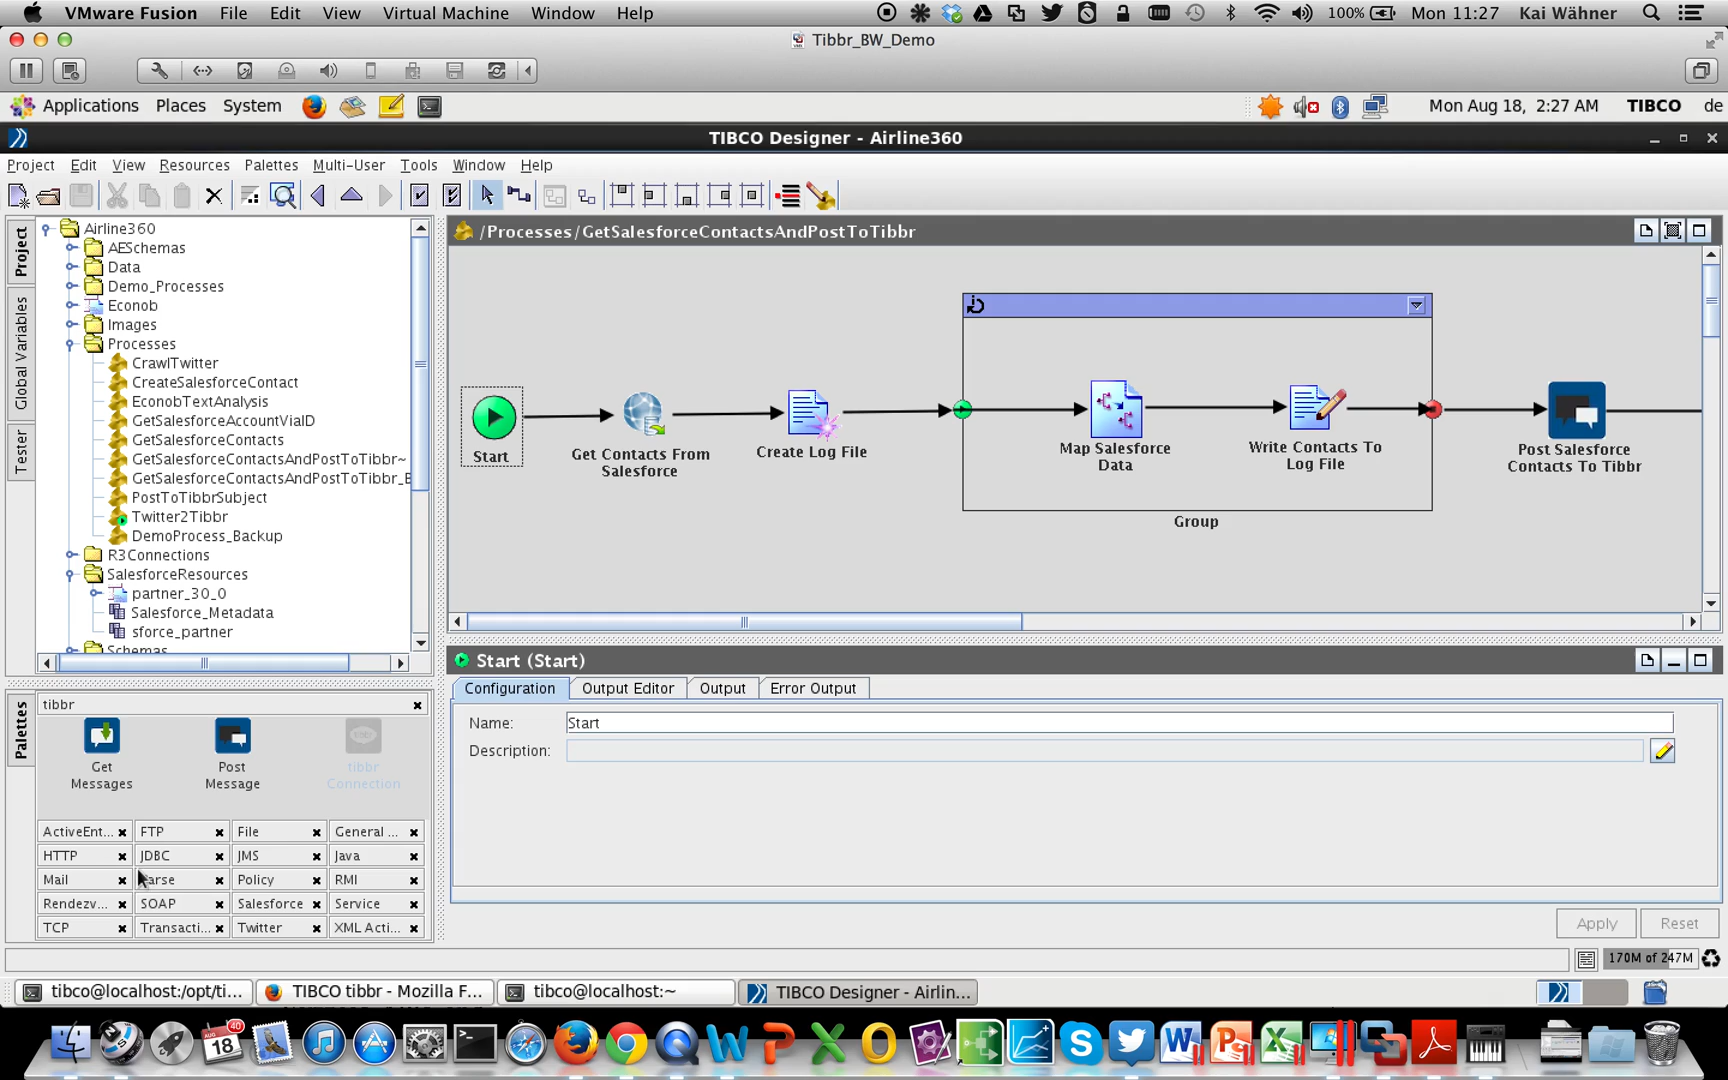 VMware Fusion File Edit View Virtual Machine Window Help 100% Mon 11:27 Kai Wähner
Tibbr_BW_Demo
Applications Places System Mon Aug 18, 2:27 AM TIBCO de
TIBCO Designer - Airline360
Project Edit View Resources Palettes Multi-User Tools Window Help
Project
Global Variables
Tester
Airline360
AESchemas
Data
Demo_Processes
Econob
Images
Processes
CrawlTwitter
CreateSalesforceContact
EconobTextAnalysis
GetSalesforceAccountViaID
GetSalesforceContacts
GetSalesforceContactsAndPostToTibbr~
GetSalesforceContactsAndPostToTibbr_B
PostToTibbrSubject
Twitter2Tibbr
DemoProcess_Backup
R3Connections
SalesforceResources
partner_30_0
Salesforce_Metadata
sforce_partner
Schemas
/Processes/GetSalesforceContactsAndPostToTibbr
Start
Get Contacts From
Salesforce
Create Log File
Map Salesforce
Data
Write Contacts To
Log File
Group
Post Salesforce
Contacts To Tibbr
Start (Start)
Configuration Output Editor Output Error Output
Name: Start
Description:
Apply Reset
Palettes
tibbr
Get
Messages
Post
Message
tibbr
Connection
ActiveEnt... FTP File General ...
HTTP JDBC JMS Java
Mail Parse Policy RMI
Rendezv... SOAP Salesforce Service
TCP Transacti... Twitter XML Acti...
170M of 247M
tibco@localhost:/opt/ti... TIBCO tibbr - Mozilla F... tibco@localhost:~ TIBCO Designer - Airlin...
40
AUG
18